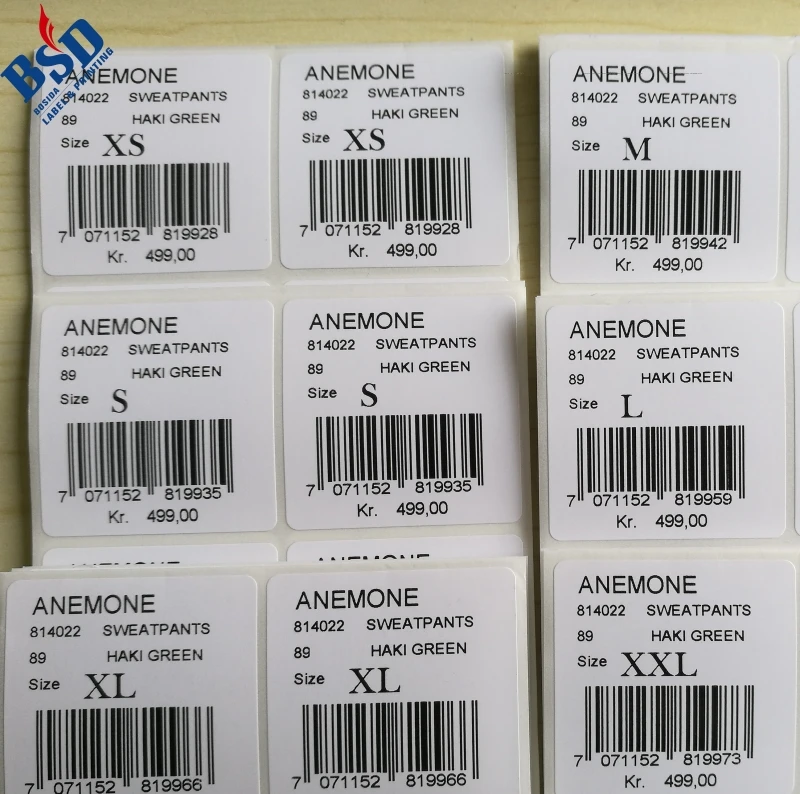 BSD
BOSIDA
LABEL & PRINTING
ANEMONE
814022 SWEATPANTS
89 HAKI GREEN
Size XS
7 071152 819928
Kr. 499,00
ANEMONE
814022 SWEATPANTS
89 HAKI GREEN
Size XS
7 071152 819928
Kr. 499,00
ANEMONE
814022 SWEATPANTS
89 HAKI GREEN
Size M
7 071152 819942
Kr. 499,00
ANEMONE
814022 SWEATPANTS
89 HAKI GREEN
Size S
7 071152 819935
Kr. 499,00
ANEMONE
814022 SWEATPANTS
89 HAKI GREEN
Size S
7 071152 819935
Kr. 499,00
ANEMONE
814022 SWEATPANTS
89 HAKI GREEN
Size L
7 071152 819959
Kr. 499,00
ANEMONE
814022 SWEATPANTS
89 HAKI GREEN
Size XL
7 071152 819966
ANEMONE
814022 SWEATPANTS
89 HAKI GREEN
Size XL
7 071152 819966
ANEMONE
814022 SWEATPANTS
89 HAKI GREEN
Size XXL
7 071152 819973
Kr. 499,00